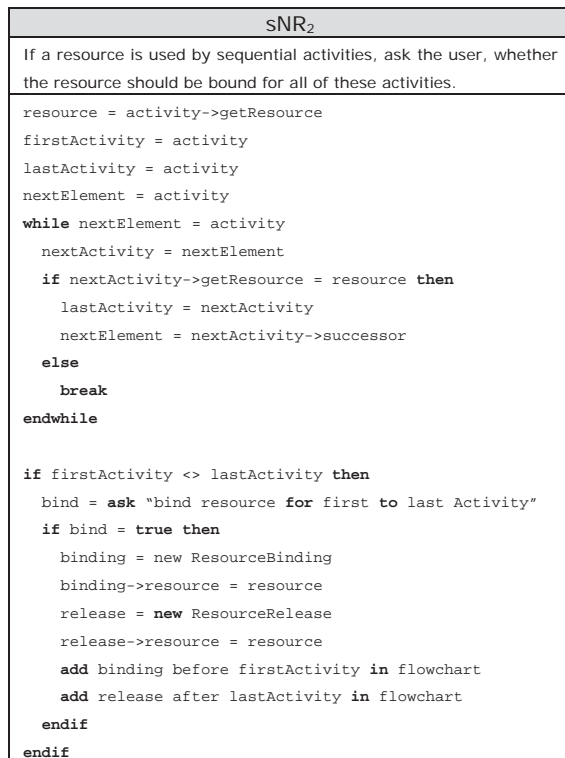 sNR2
If a resource is used by sequential activities, ask the user, whether
the resource should be bound for all of these activities.
resource = activity->getResource
firstActivity = activity
lastActivity = activity
nextElement = activity
while nextElement = activity
nextActivity = nextElement
if nextActivity->getResource = resource then
lastActivity = nextActivity
nextElement = nextActivity->successor
else
break
endwhile
if firstActivity <> lastActivity then
bind = ask “bind resource for first to last Activity”
if bind = true then
binding = new ResourceBinding
binding->resource = resource
release = new ResourceRelease
release->resource = resource
add binding before firstActivity in flowchart
add release after lastActivity in flowchart
endif
endif